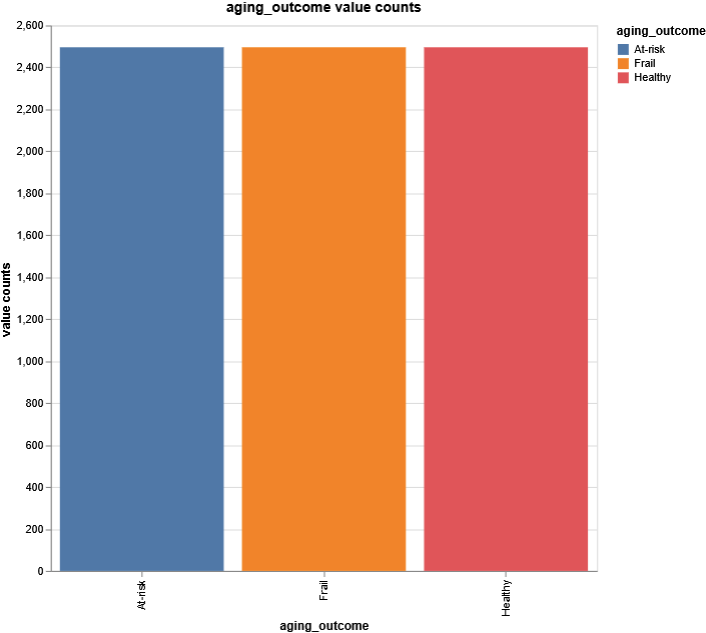 aging_outcome value counts
2,600
2,400
2,200
2,000
1,800
1,600
1,400
1,200
1,000
800
600
400
200
0
value counts
At-risk
Frail
Healthy
aging_outcome
aging_outcome
At-risk
Frail
Healthy